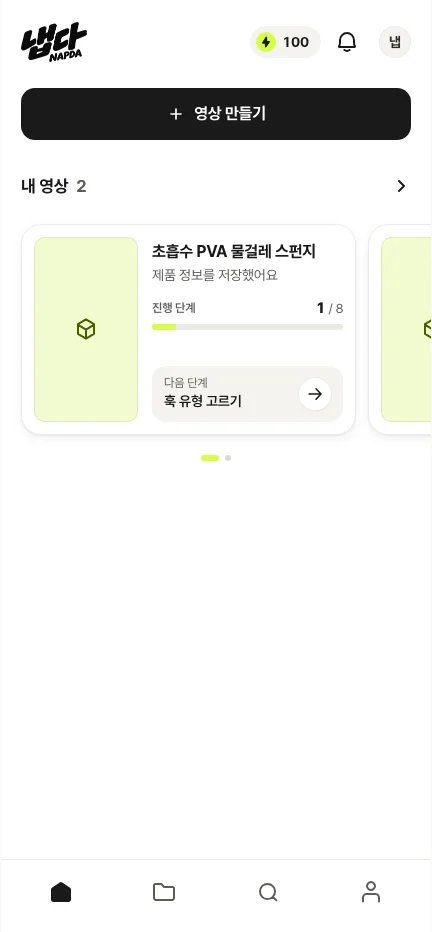 냅다
NAPDA
100
냅
영상 만들기
내 영상 2
초흡수 PVA 물걸레 스펀지
제품 정보를 저장했어요
진행 단계 1 / 8
다음 단계
훅 유형 고르기